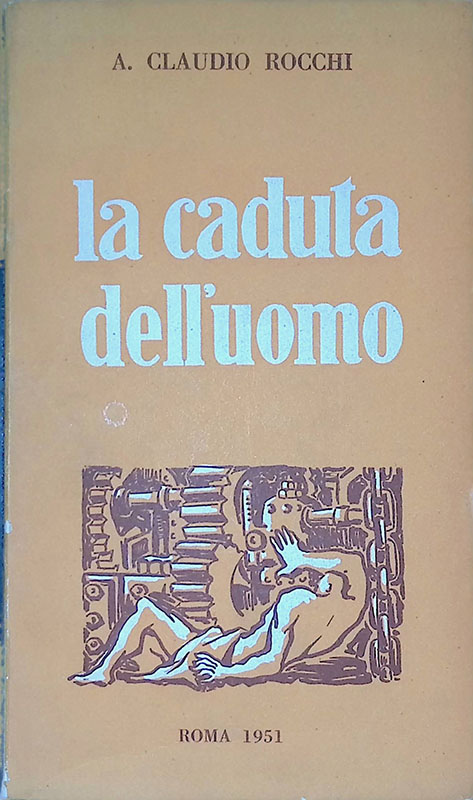 A. CLAUDIO ROCCHI
la caduta
dell'uomo
ROMA 1951